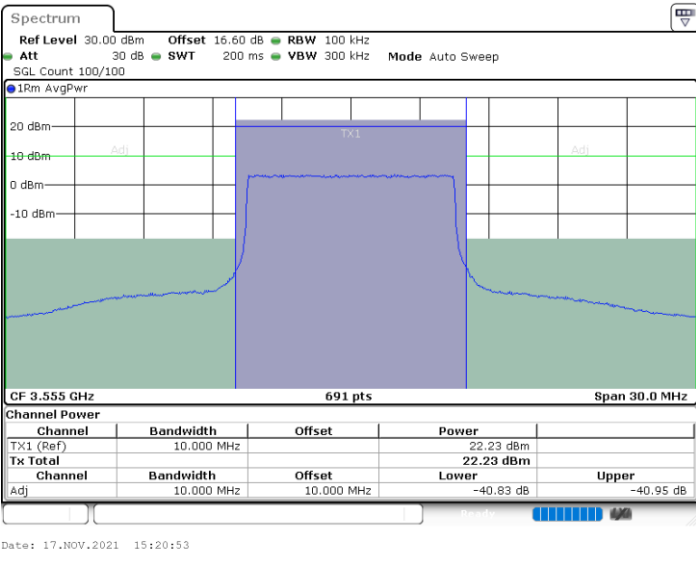 Spectrum
Ref Level 30.00 dBm Offset 16.60 dB RBW 100 kHz
Att 30 dB SWT 200 ms VBW 300 kHz Mode Auto Sweep
SGL Count 100/100
1Rm AvgPwr
20 dBm
TX1
Adj
Adj
10 dBm
0 dBm
-10 dBm
CF 3.555 GHz 691 pts Span 30.0 MHz
Channel Power
Channel Bandwidth Offset Power
TX1 (Ref) 10.000 MHz 22.23 dBm
Tx Total 22.23 dBm
Channel Bandwidth Offset Lower Upper
Adj 10.000 MHz 10.000 MHz -40.83 dB -40.95 dB
Ready
Date: 17.NOV.2021 15:20:53